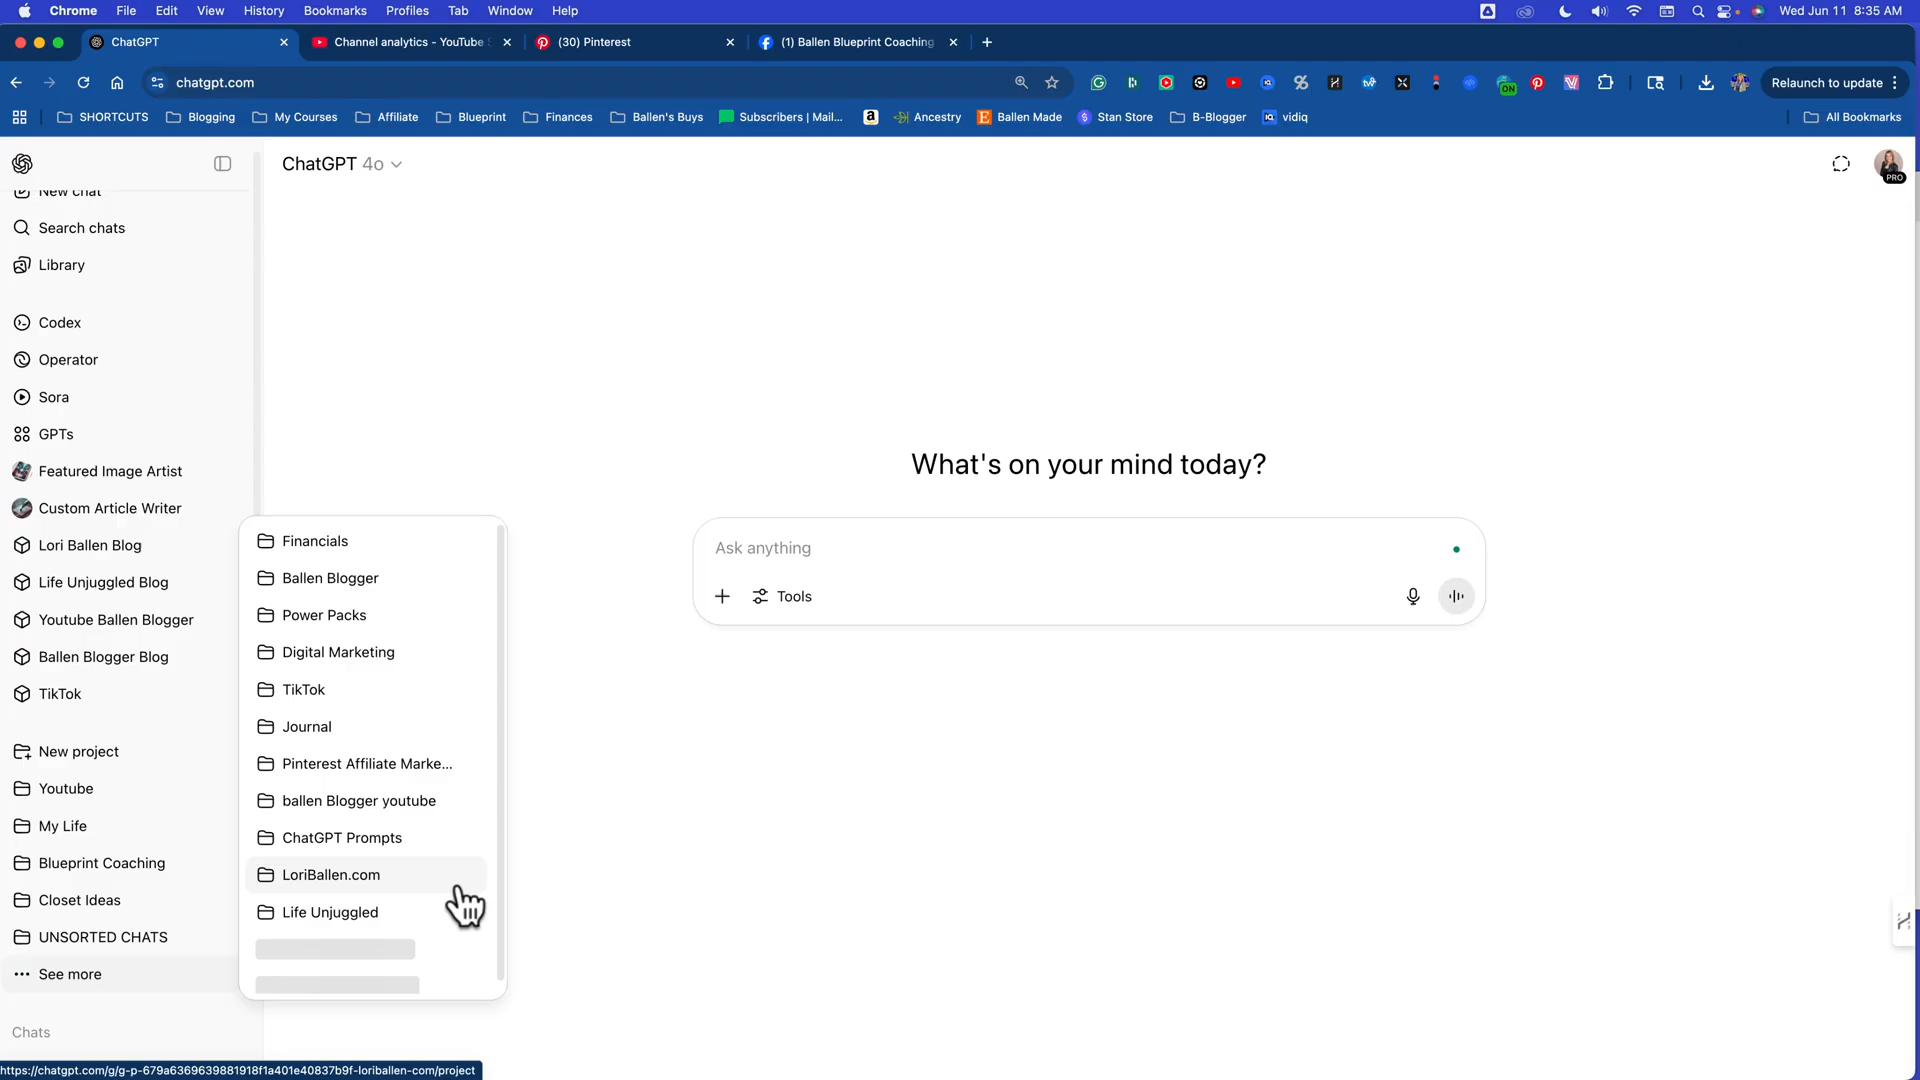 Chrome File Edit View History Bookmarks Profiles Tab Window Help Wed Jun 11 8:35 AM
ChatGPT
Channel analytics - YouTube S
(30) Pinterest
(1) Ballen Blueprint Coaching
chatgpt.com
ON
Relaunch to update
SHORTCUTS Blogging My Courses Affiliate Blueprint Finances Ballen's Buys Subscribers | Mail... Ancestry Ballen Made Stan Store B-Blogger vidiq All Bookmarks
ChatGPT 4o
PRO
New chat
Search chats
Library
Codex
Operator
Sora
GPTs
Featured Image Artist
Custom Article Writer
Lori Ballen Blog
Life Unjuggled Blog
Youtube Ballen Blogger
Ballen Blogger Blog
TikTok
New project
Youtube
My Life
Blueprint Coaching
Closet Ideas
UNSORTED CHATS
See more
Chats
Financials
Ballen Blogger
Power Packs
Digital Marketing
TikTok
Journal
Pinterest Affiliate Marke...
ballen Blogger youtube
ChatGPT Prompts
LoriBallen.com
Life Unjuggled
What's on your mind today?
Ask anything
Tools
https://chatgpt.com/g/g-p-679a6369639881918f1a401e40837b9f-loriballen-com/project